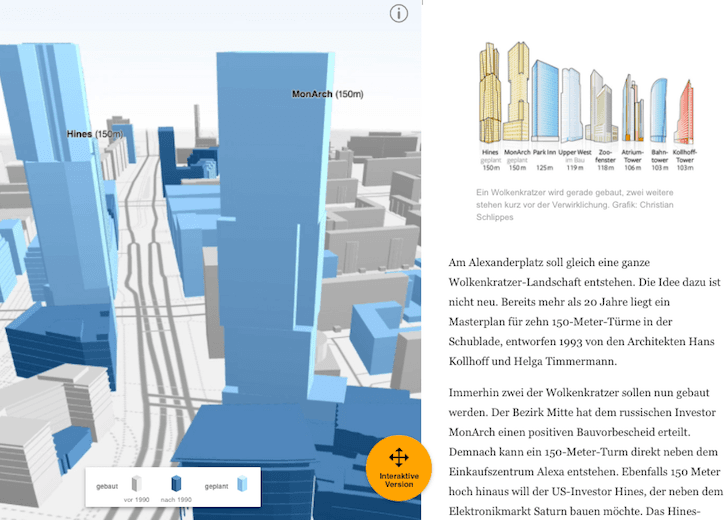 MonArch (150m)
Hines (150m)
gebaut
vor 1990
nach 1990
geplant
Interaktive
Version
Hines MonArch Park Inn Upper West Zoo- Atrium- Bahn- Kollhoff-
geplant geplant im Bau fenster Tower tower Tower
150 m 150 m 125m 119 m 118m 106 m 103 m 103m
Ein Wolkenkratzer wird gerade gebaut, zwei weitere
stehen kurz vor der Verwirklichung. Grafik: Christian
Schlippes
Am Alexanderplatz soll gleich eine ganze
Wolkenkratzer-Landschaft entstehen. Die Idee dazu ist
nicht neu. Bereits mehr als 20 Jahre liegt ein
Masterplan für zehn 150-Meter-Türme in der
Schublade, entworfen 1993 von den Architekten Hans
Kollhoff und Helga Timmermann.
Immerhin zwei der Wolkenkratzer sollen nun gebaut
werden. Der Bezirk Mitte hat dem russischen Investor
MonArch einen positiven Bauvorbescheid erteilt.
Demnach kann ein 150-Meter-Turm direkt neben dem
Einkaufszentrum Alexa entstehen. Ebenfalls 150 Meter
hoch hinaus will der US-Investor Hines, der neben dem
Elektronikmarkt Saturn bauen möchte. Das Hines-